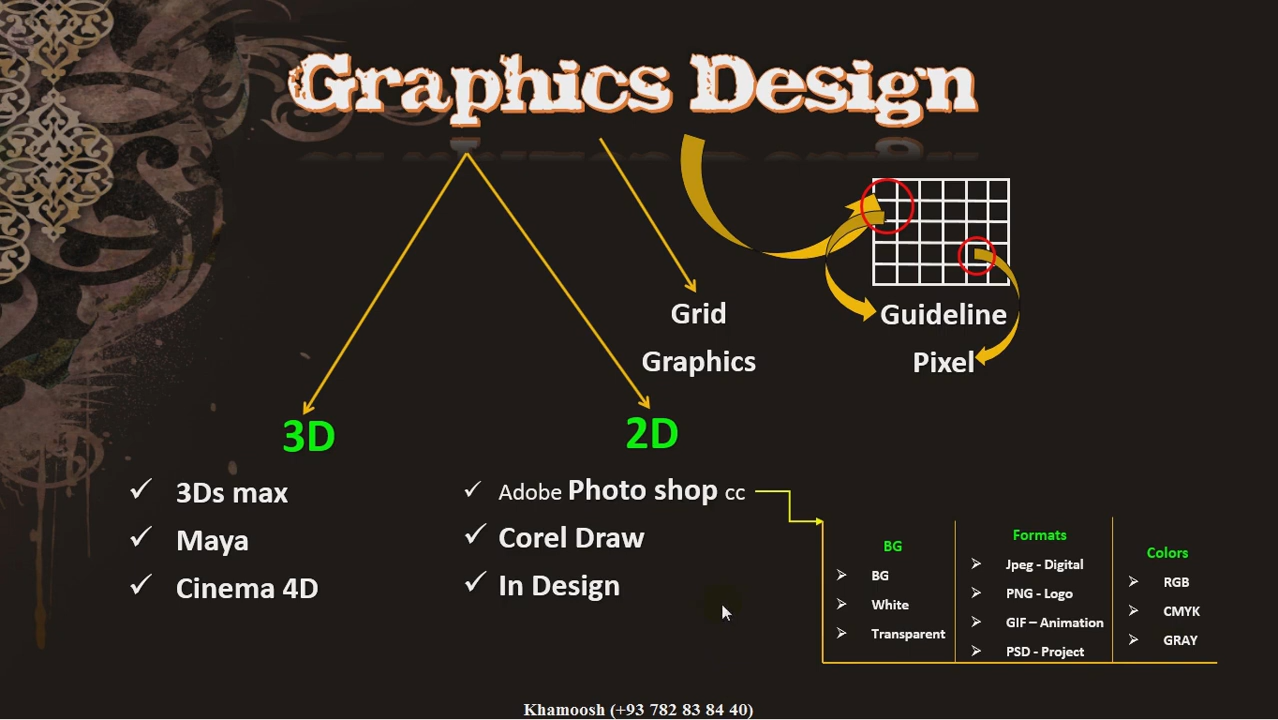 Graphics Design
Grid
Graphics
Guideline
Pixel
3D
3Ds max
Maya
Cinema 4D
2D
Adobe Photo shop cc
Corel Draw
In Design
BG
BG
White
Transparent
Formats
Jpeg - Digital
PNG - Logo
GIF – Animation
PSD - Project
Colors
RGB
CMYK
GRAY
Khamoosh (+93 782 83 84 40)